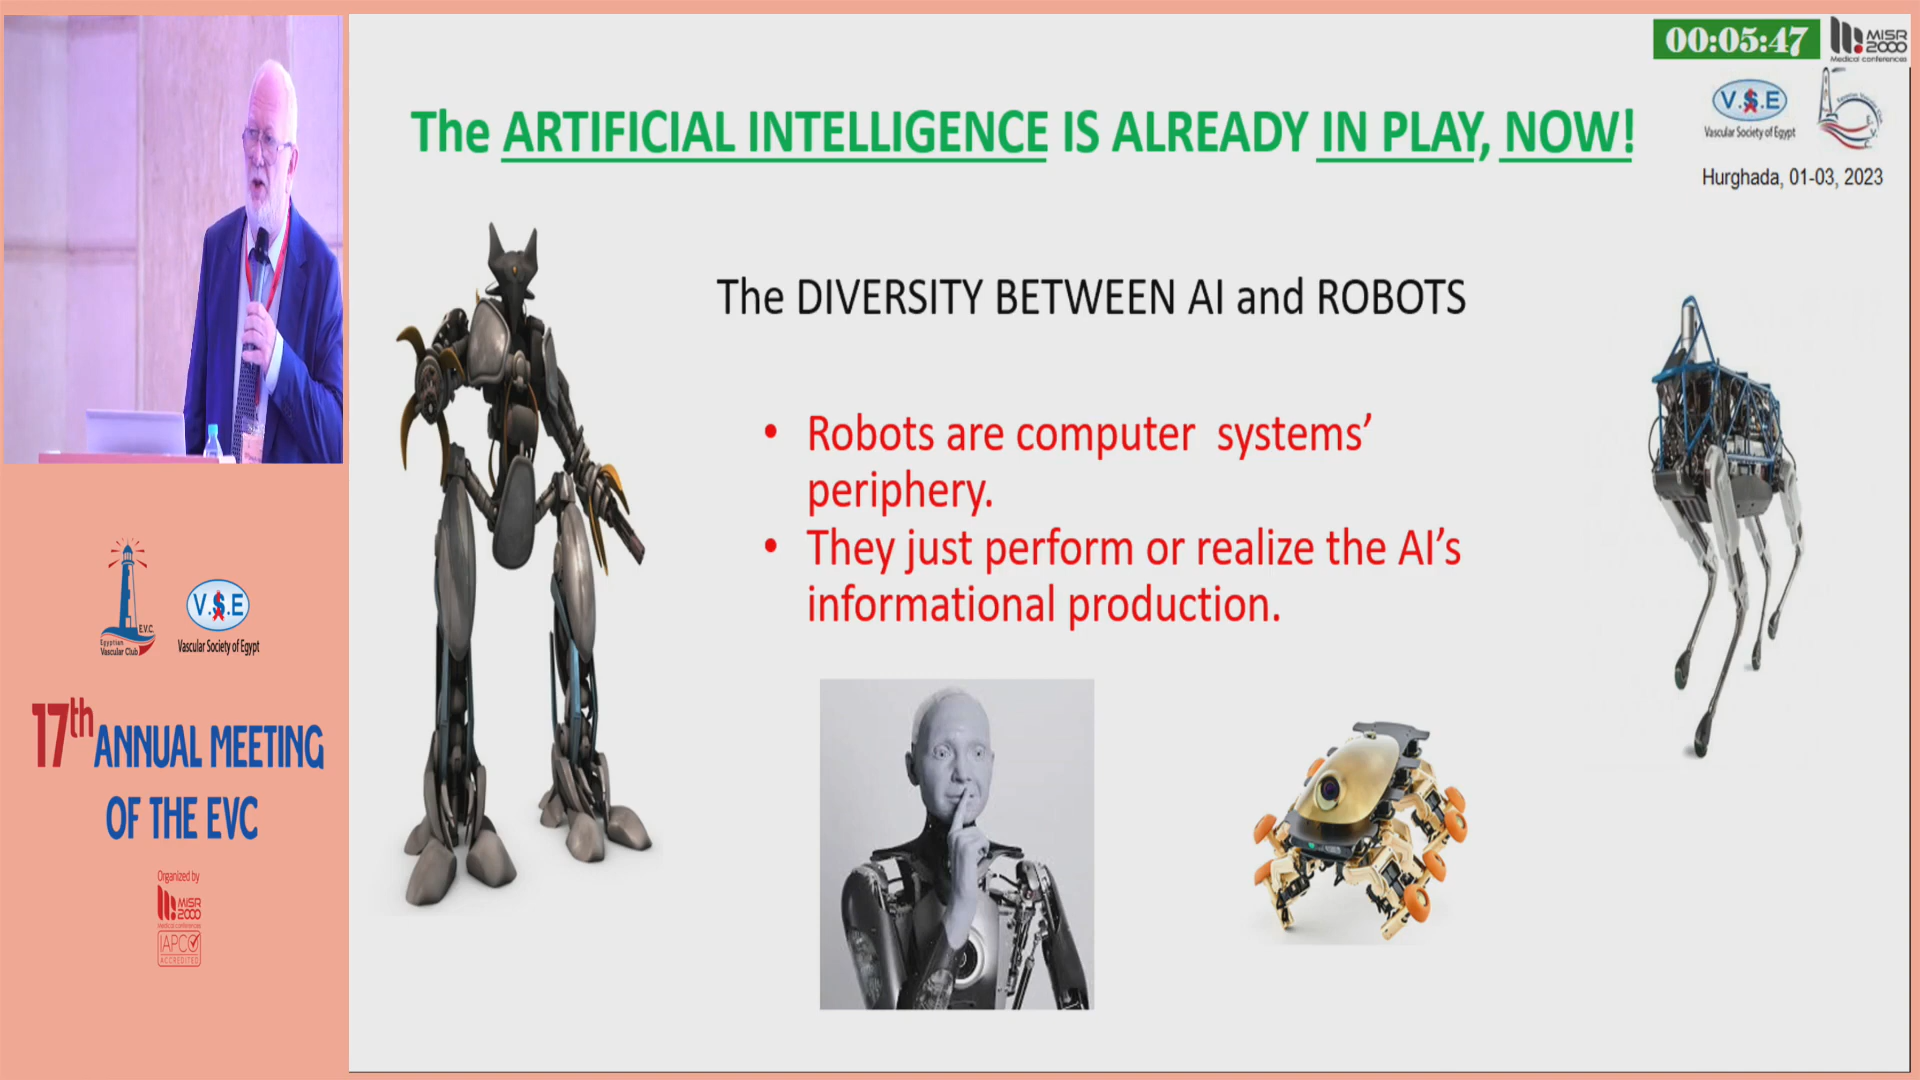 00:05:47
MISR
2000
Medical conferences
V.S.E
Vascular Society of Egypt
Hurghada, 01-03, 2023
The ARTIFICIAL INTELLIGENCE IS ALREADY IN PLAY, NOW!
The DIVERSITY BETWEEN AI and ROBOTS
• Robots are computer systems’
periphery.
• They just perform or realize the AI’s
informational production.
E.V.C.
Egyptian
Vascular Club
V.S.E
Vascular Society of Egypt
17th ANNUAL MEETING
OF THE EVC
Organized by
MISR
2000
Medical conferences
IAPCO
ACCREDITED